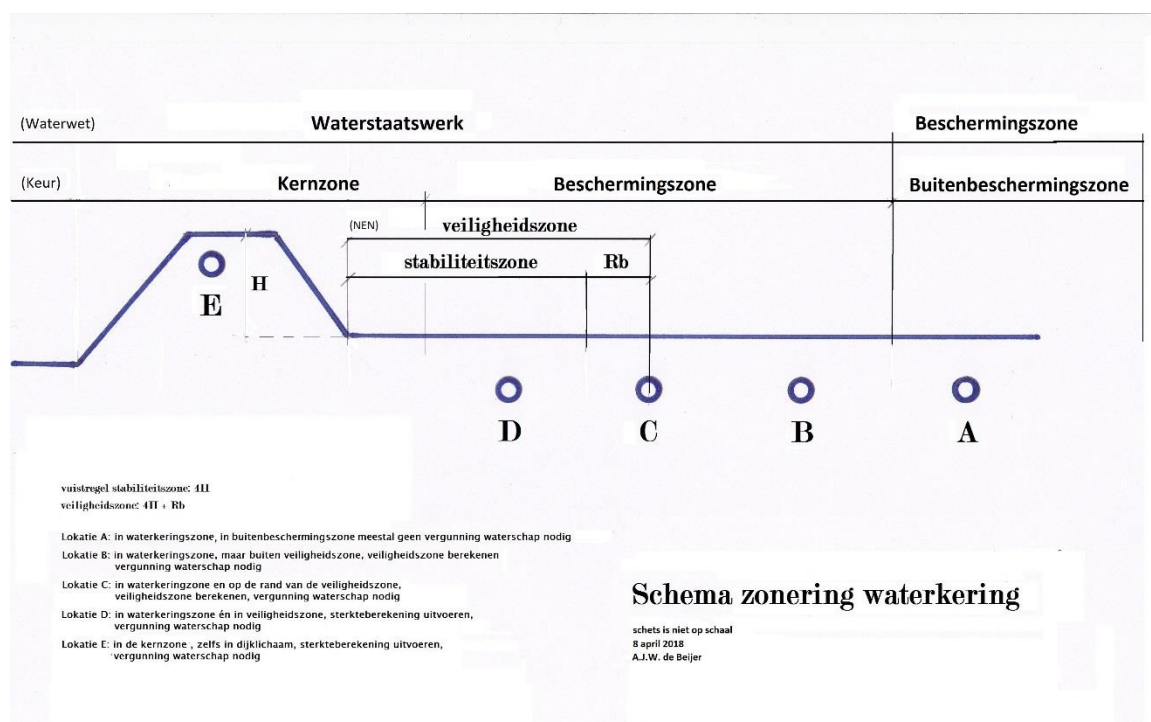 (Waterwet) Waterstaatswerk Beschermingszone
(Keur) Kernzone Beschermingszone Buitenbeschermingszone
(NEN) veiligheidszone
stabiliteitszone Rb
H
E
D C B A
vuistregel stabiliteitszone: 4H
veiligheidszone: 4H + Rb
Lokatie A: in waterkeringszone, in buitenbeschermingszone meestal geen vergunning waterschap nodig
Lokatie B: in waterkeringszone, maar buiten veiligheidszone, veiligheidszone berekenen
vergunning waterschap nodig
Lokatie C: in waterkeringzone en op de rand van de veiligheidszone,
veiligheidszone berekenen, vergunning waterschap nodig
Lokatie D: in waterkeringszone én in veiligheidszone, sterkteberekening uitvoeren,
vergunning waterschap nodig
Lokatie E: in de kernzone , zelfs in dijklichaam, sterkteberekening uitvoeren,
vergunning waterschap nodig
Schema zonering waterkering
schets is niet op schaal
8 april 2018
A.J.W. de Beijer